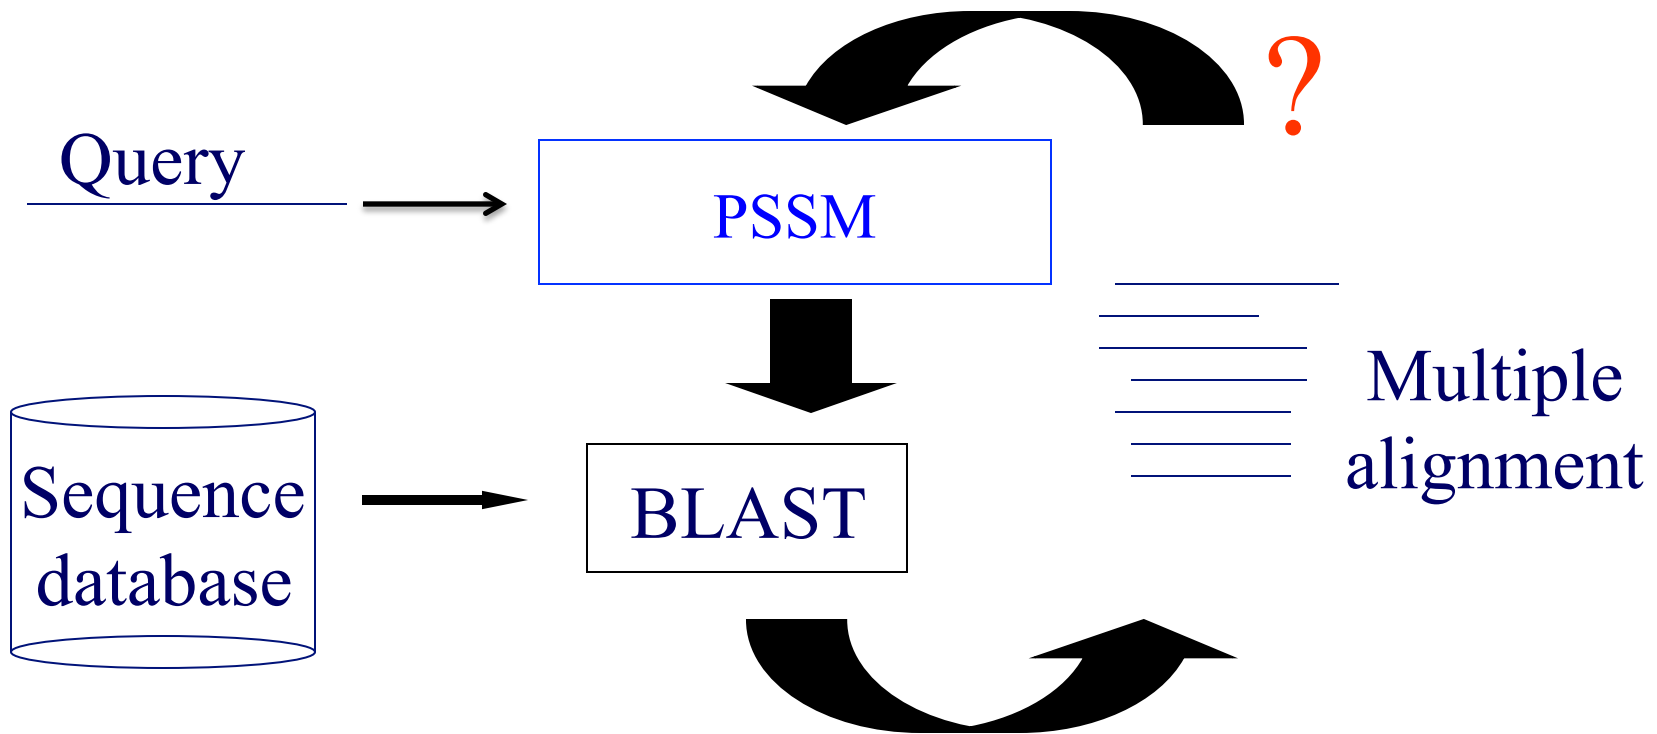 ?
Query
PSSM
Multiple
alignment
Sequence
database
BLAST